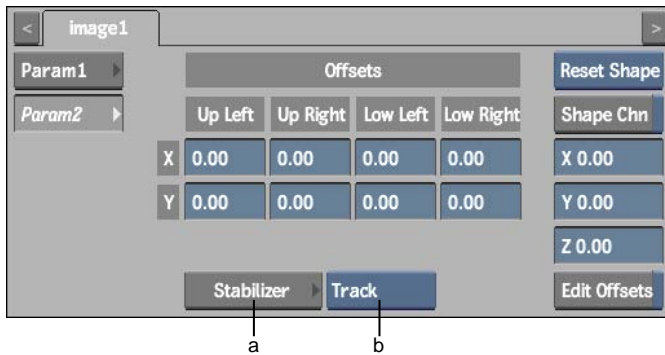 < image1 >
Param1 Offsets Reset Shape
Param2 Up Left Up Right Low Left Low Right Shape Chn
X 0.00 0.00 0.00 0.00 X 0.00
Y 0.00 0.00 0.00 0.00 Y 0.00
Z 0.00
Stabilizer Track Edit Offsets
a b